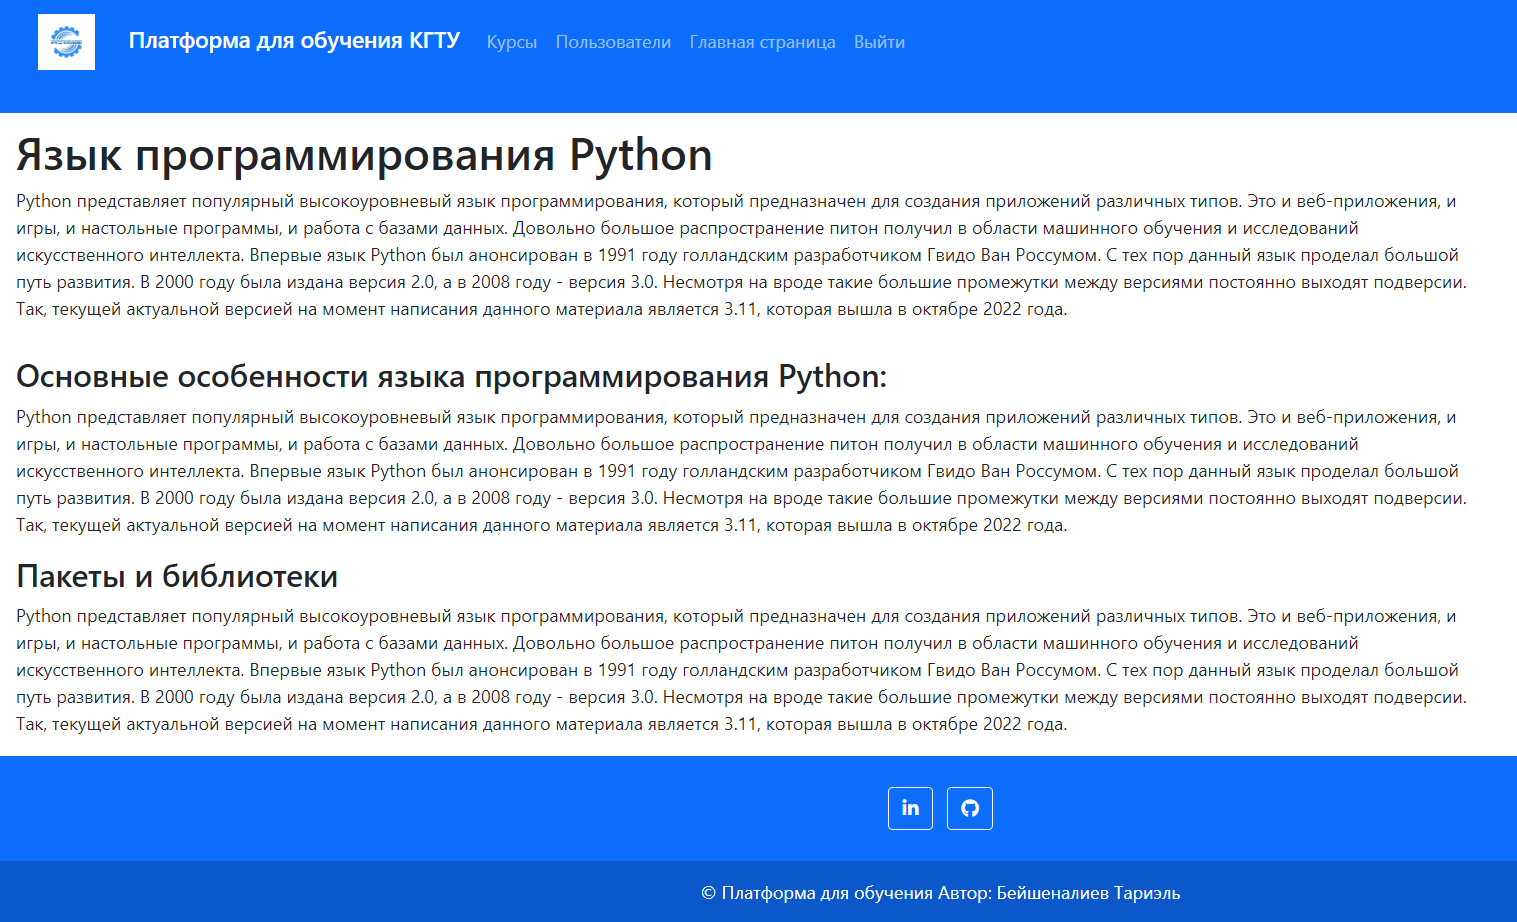 Платформа для обучения КГТУ Курсы Пользователи Главная страница Выйти
Язык программирования Python
Python представляет популярный высокоуровневый язык программирования, который предназначен для создания приложений различных типов. Это и веб-приложения, и
игры, и настольные программы, и работа с базами данных. Довольно большое распространение питон получил в области машинного обучения и исследований
искусственного интеллекта. Впервые язык Python был анонсирован в 1991 году голландским разработчиком Гвидо Ван Россумом. С тех пор данный язык проделал большой
путь развития. В 2000 году была издана версия 2.0, а в 2008 году - версия 3.0. Несмотря на вроде такие большие промежутки между версиями постоянно выходят подверсии.
Так, текущей актуальной версией на момент написания данного материала является 3.11, которая вышла в октябре 2022 года.
Основные особенности языка программирования Python:
Python представляет популярный высокоуровневый язык программирования, который предназначен для создания приложений различных типов. Это и веб-приложения, и
игры, и настольные программы, и работа с базами данных. Довольно большое распространение питон получил в области машинного обучения и исследований
искусственного интеллекта. Впервые язык Python был анонсирован в 1991 году голландским разработчиком Гвидо Ван Россумом. С тех пор данный язык проделал большой
путь развития. В 2000 году была издана версия 2.0, а в 2008 году - версия 3.0. Несмотря на вроде такие большие промежутки между версиями постоянно выходят подверсии.
Так, текущей актуальной версией на момент написания данного материала является 3.11, которая вышла в октябре 2022 года.
Пакеты и библиотеки
Python представляет популярный высокоуровневый язык программирования, который предназначен для создания приложений различных типов. Это и веб-приложения, и
игры, и настольные программы, и работа с базами данных. Довольно большое распространение питон получил в области машинного обучения и исследований
искусственного интеллекта. Впервые язык Python был анонсирован в 1991 году голландским разработчиком Гвидо Ван Россумом. С тех пор данный язык проделал большой
путь развития. В 2000 году была издана версия 2.0, а в 2008 году - версия 3.0. Несмотря на вроде такие большие промежутки между версиями постоянно выходят подверсии.
Так, текущей актуальной версией на момент написания данного материала является 3.11, которая вышла в октябре 2022 года.
in
© Платформа для обучения Автор: Бейшеналиев Тариэль